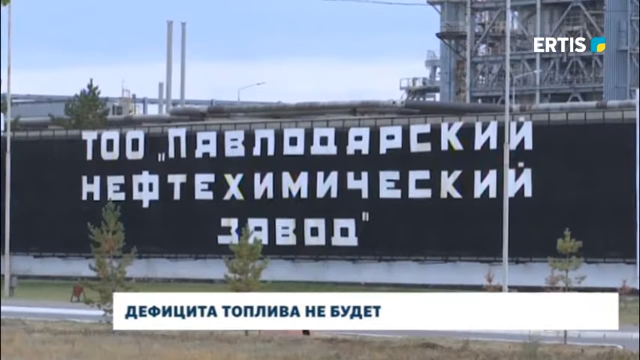 ERTIS
ТОО „ПАВЛОДАРСКИЙ
НЕФТЕХИМИЧЕСКИЙ
ЗАВОД"
ДЕФИЦИТА ТОПЛИВА НЕ БУДЕТ